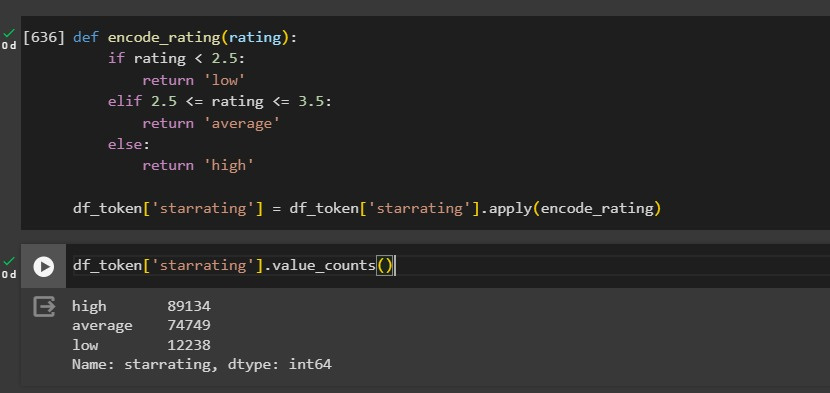 [636] def encode_rating(rating):
if rating < 2.5:
return 'low'
elif 2.5 <= rating <= 3.5:
return 'average'
else:
return 'high'
0 d
df_token['starrating'] = df_token['starrating'].apply(encode_rating)
df_token['starrating'].value_counts()
0 d
high 89134
average 74749
low 12238
Name: starrating, dtype: int64